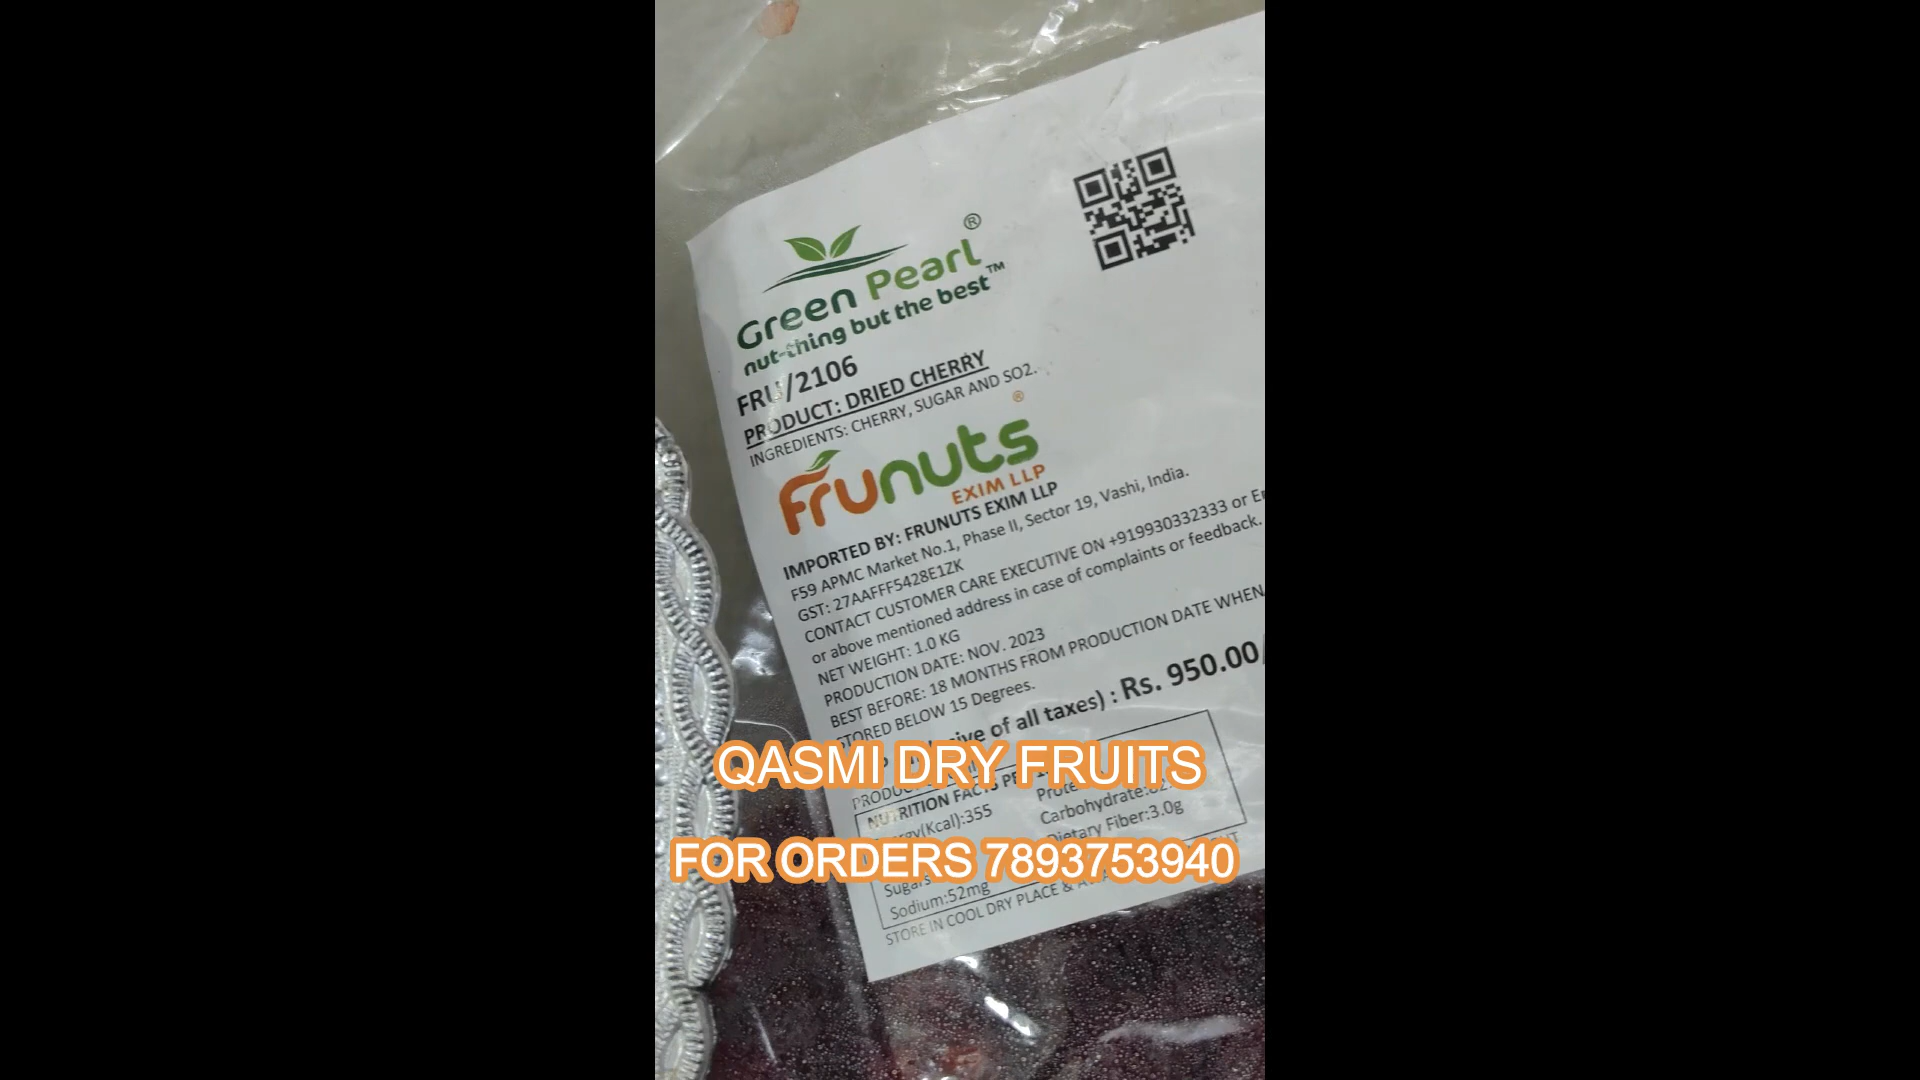 ®
Green Pearl™
nut-thing but the best
FRU/2106
PRODUCT: DRIED CHERRY
INGREDIENTS: CHERRY, SUGAR AND SO2.
®
Frunuts
EXIM LLP
IMPORTED BY: FRUNUTS EXIM LLP
F59 APMC Market No.1, Phase II, Sector 19, Vashi, India.
GST: 27AAFFF5428E1ZK
CONTACT CUSTOMER CARE EXECUTIVE ON +919930332333 or
or above mentioned address in case of complaints or feedback.
NET WEIGHT: 1.0 KG
PRODUCTION DATE: NOV. 2023
BEST BEFORE: 18 MONTHS FROM PRODUCTION DATE WHEN
STORED BELOW 15 Degrees.
of all taxes) : Rs. 950.00/
QASMI DRY FRUITS
NUTRITION FACTS
(Kcal):355
Carbohydrate:
Dietary Fiber:3.0g
FOR ORDERS 7893753940
Sodium:52mg
STORE IN COOL DRY PLACE &